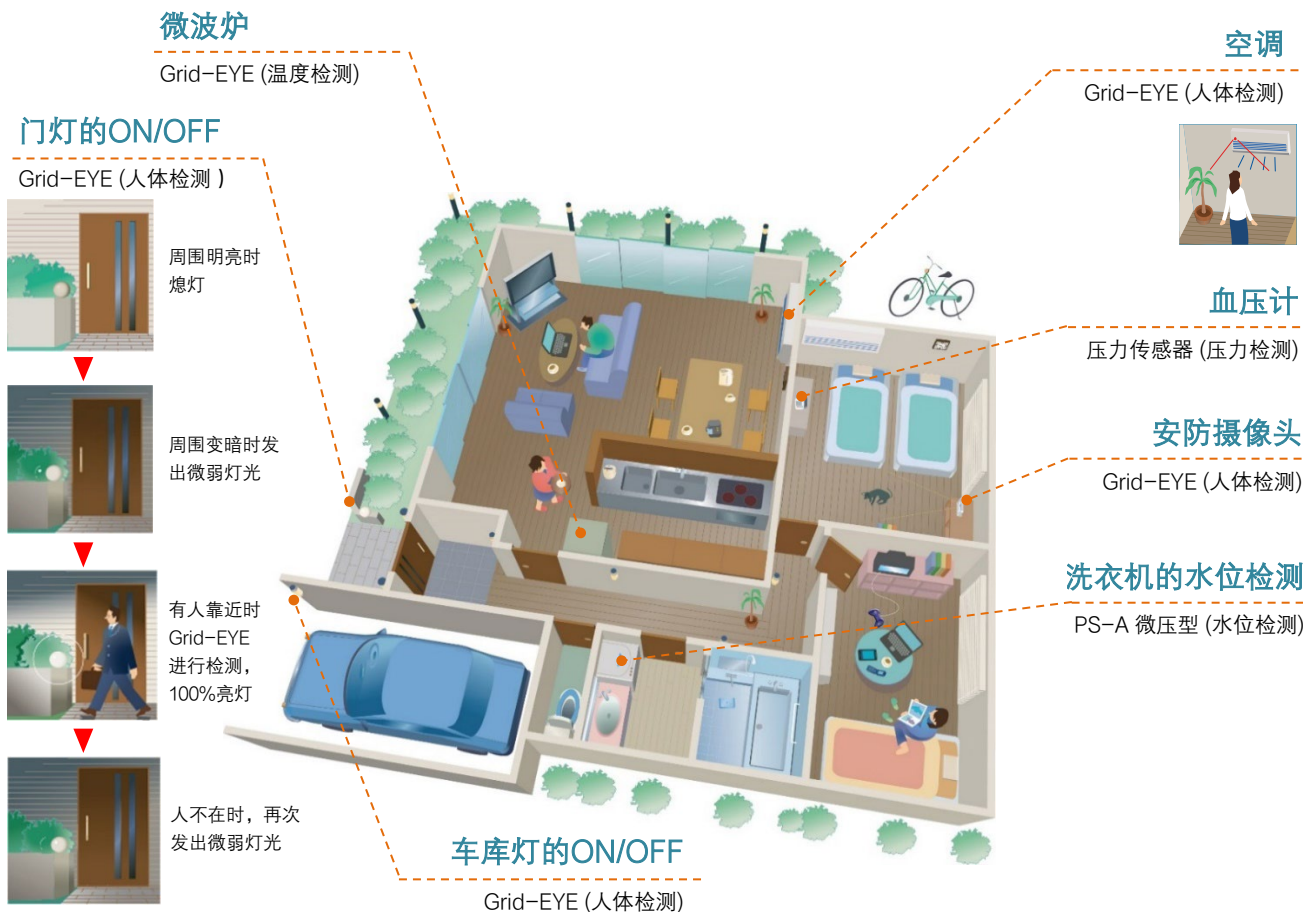 微波炉
Grid-EYE (温度检测)
空调
Grid-EYE (人体检测)
门灯的ON/OFF
Grid-EYE (人体检测 )
周围明亮时
熄灯
周围变暗时发
出微弱灯光
有人靠近时
Grid-EYE
进行检测,
100%亮灯
人不在时，再次
发出微弱灯光
血压计
压力传感器 (压力检测)
安防摄像头
Grid-EYE (人体检测)
洗衣机的水位检测
PS-A 微压型 (水位检测)
车库灯的ON/OFF
Grid-EYE (人体检测)